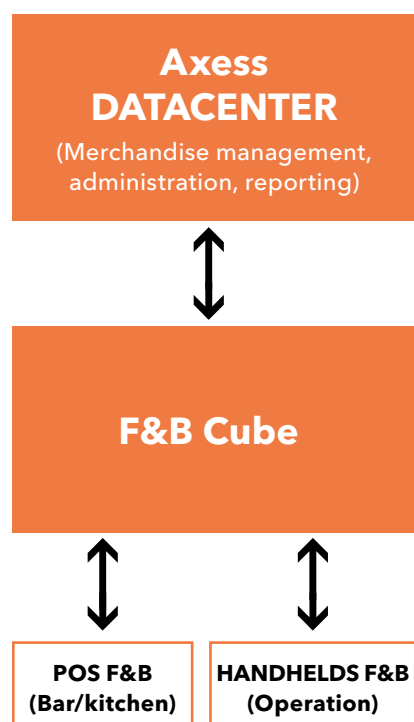 Axess
DATACENTER
(Merchandise management,
administration, reporting)
F&B Cube
POS F&B
(Bar/kitchen)
HANDHELDS F&B
(Operation)